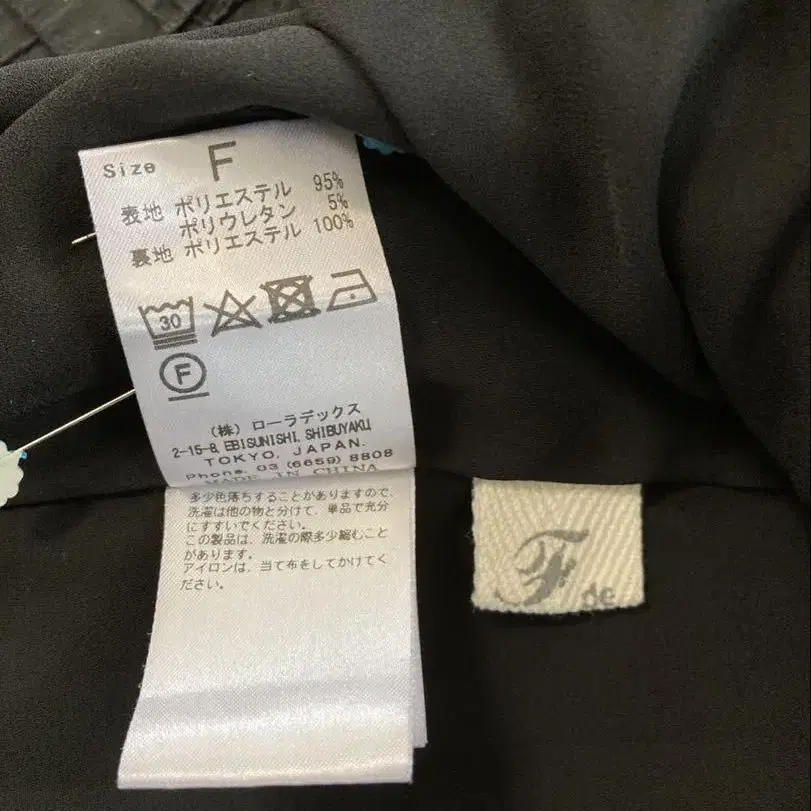 Size F
表地 ポリエステル 95%
ポリウレタン 5%
裏地 ポリエステル 100%
30
F
(株) ローラデックス
2-15-8, EBISUNISHI, SHIBUYAKU,
TOKYO, JAPAN.
Phone. 03 (6659) 8808
MADE IN CHINA
多少色落ちすることがありますので、
洗濯は他の物と分けて、単品で充分
にすすいでください。
この製品は、洗濯の際多少縮むこと
があります。
アイロンは、当て布をしてかけてく
ださい。
F de